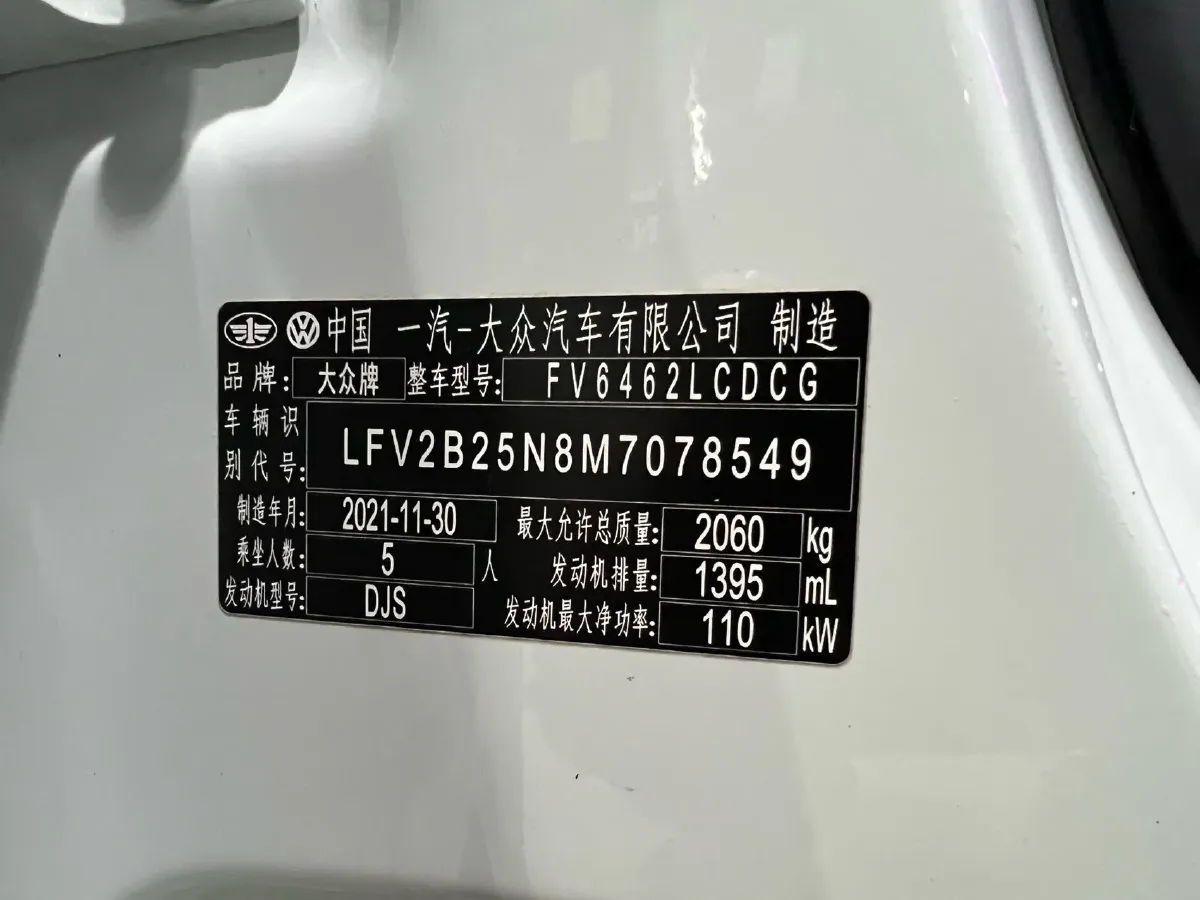 中国 一汽-大众汽车有限公司 制造
品牌: 大众牌 整车型号: FV6462LCDCG
车辆识别代号: LFV2B25N8M7078549
制造年月: 2021-11-30 最大允许总质量: 2060 kg
乘坐人数: 5 人 发动机排量: 1395 mL
发动机型号: DJS 发动机最大净功率: 110 kW